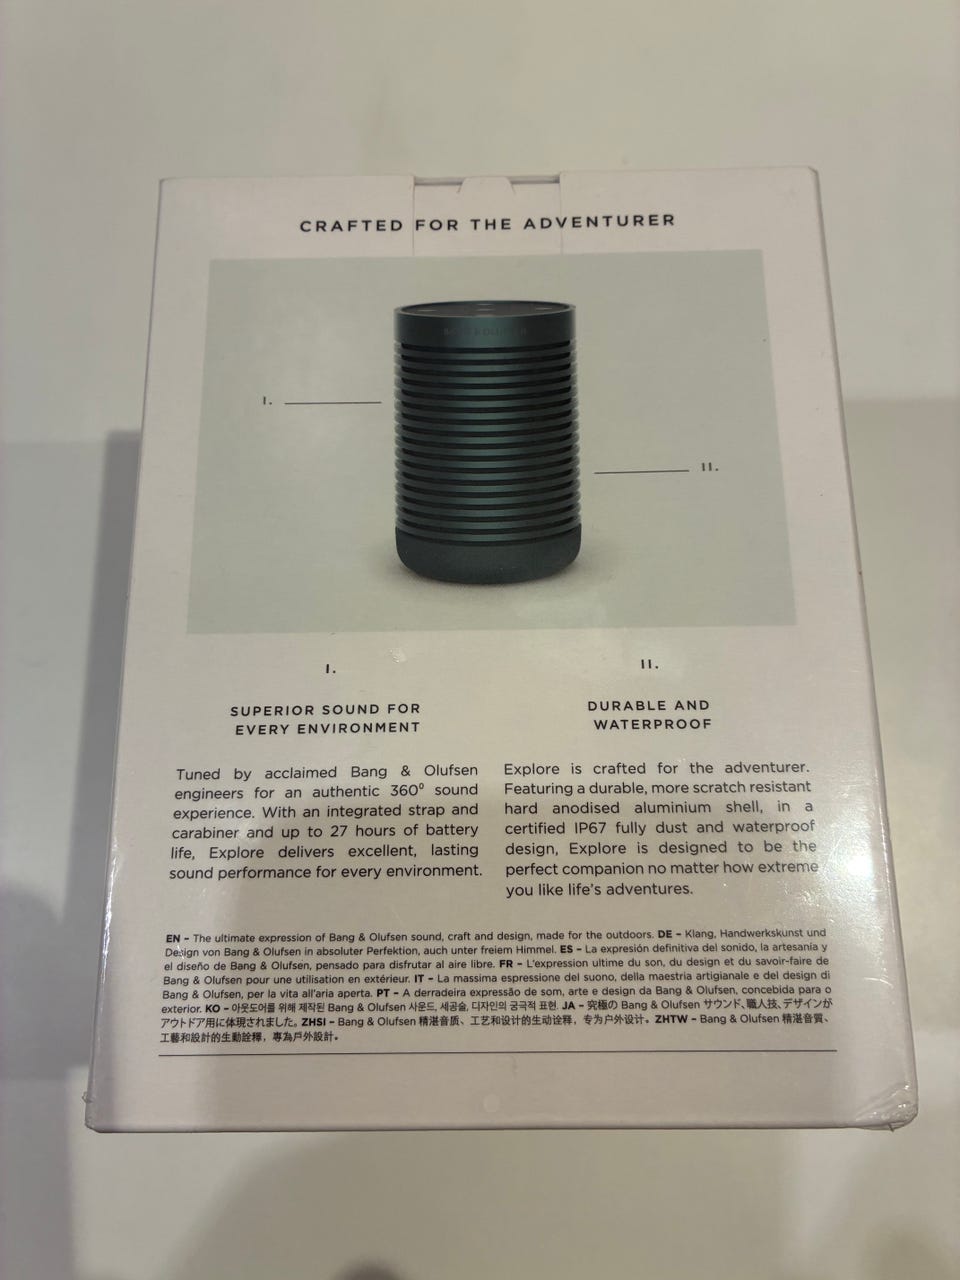 CRAFTED FOR THE ADVENTURER
BANG & OLUFSEN
I.
II.
I.
SUPERIOR SOUND FOR
EVERY ENVIRONMENT
Tuned by acclaimed Bang & Olufsen
engineers for an authentic 360⁰ sound
experience. With an integrated strap and
carabiner and up to 27 hours of battery
life, Explore delivers excellent, lasting
sound performance for every environment.
II.
DURABLE AND
WATERPROOF
Explore is crafted for the adventurer.
Featuring a durable, more scratch resistant
hard anodised aluminium shell, in a
certified IP67 fully dust and waterproof
design, Explore is designed to be the
perfect companion no matter how extreme
you like life's adventures.
EN – The ultimate expression of Bang & Olufsen sound, craft and design, made for the outdoors. DE – Klang, Handwerkskunst und
Design von Bang & Olufsen in absoluter Perfektion, auch unter freiem Himmel. ES – La expresión definitiva del sonido, la artesanía y
el diseño de Bang & Olufsen, pensado para disfrutar al aire libre. FR – L'expression ultime du son, du design et du savoir-faire de
Bang & Olufsen pour une utilisation en extérieur. IT – La massima espressione del suono, della maestria artigianale e del design di
Bang & Olufsen, per la vita all'aria aperta. PT – A derradeira expressão de som, arte e design da Bang & Olufsen, concebida para o
exterior. KO – 아웃도어를 위해 제작된 Bang & Olufsen 사운드, 세공술, 디자인의 궁극적 표현. JA – 究極の Bang & Olufsen サウンド、職人技、デザインが
アウトドア用に体現されました。ZHSI – Bang & Olufsen 精湛音质、工艺和设计的生动诠释，专为户外设计。ZHTW – Bang & Olufsen 精湛音質、
工藝和設計的生動詮釋，專為戶外設計。